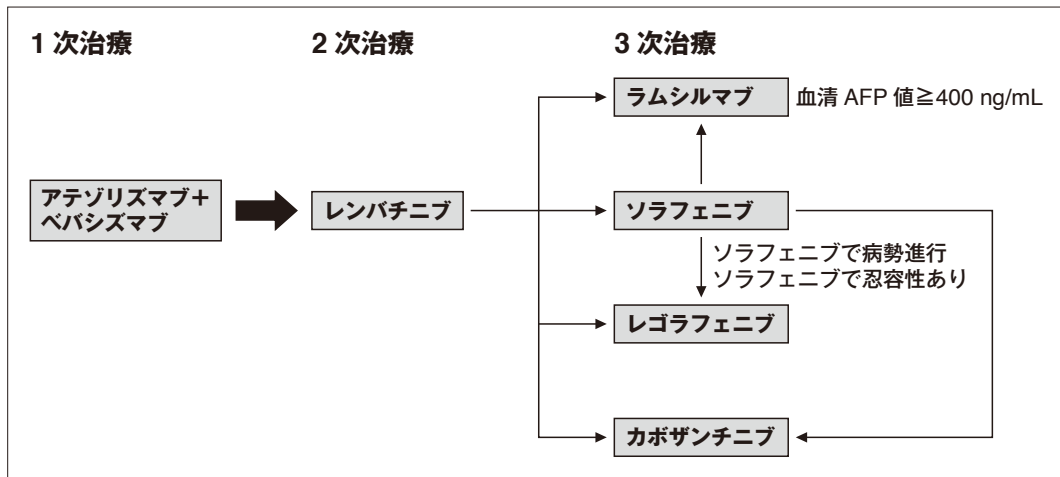 1 次治療
2 次治療
3 次治療
アテゾリズマブ＋
ベバシズマブ
レンバチニブ
ラムシルマブ
血清 AFP 値≧400 ng/mL
ソラフェニブ
ソラフェニブで病勢進行
ソラフェニブで忍容性あり
レゴラフェニブ
カボザンチニブ